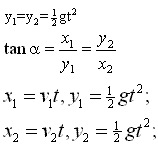 y₁=y₂=½gt²
tan α = x₁/y₁ = y₂/x₂
x₁ = v₁t, y₁ = ½gt²;
x₂ = v₂t, y₂ = ½gt²;